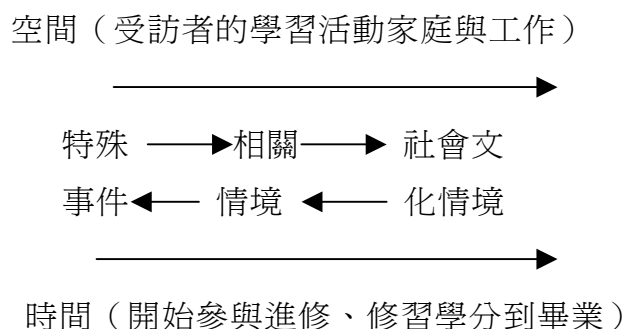 空間（受訪者的學習活動家庭與工作）
特殊 相關 社會文
事件 情境 化情境
時間（開始參與進修、修習學分到畢業）